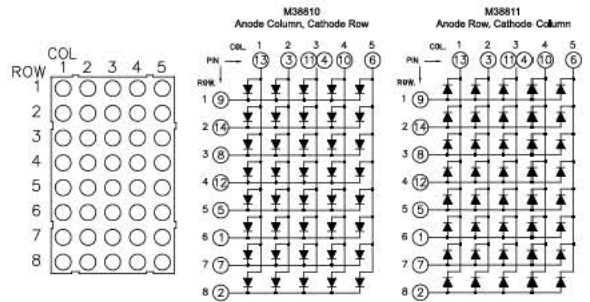 COL
ROW 1 2 3 4 5
1
2
3
4
5
6
7
8
M38810
Anode Column, Cathode Row
COL. 1 2 3 4 5
PIN 13 3 11 4 10 6
ROW.
1 9
2 14
3 8
4 12
5 5
6 1
7 7
8 2
M38811
Anode Row, Cathode Column
COL. 1 2 3 4 5
PIN 13 3 11 4 10 6
ROW.
1 9
2 14
3 8
4 12
5 5
6 1
7 7
8 2